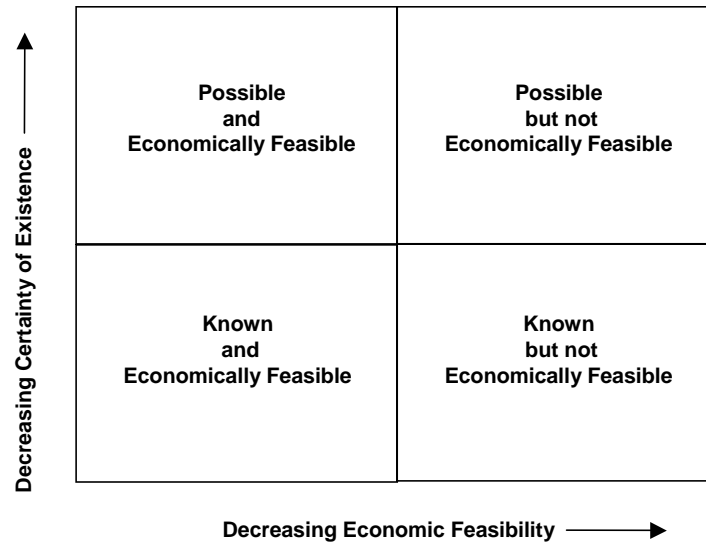 Decreasing Certainty of Existence
Possible
and
Economically Feasible
Possible
but not
Economically Feasible
Known
and
Economically Feasible
Known
but not
Economically Feasible
Decreasing Economic Feasibility